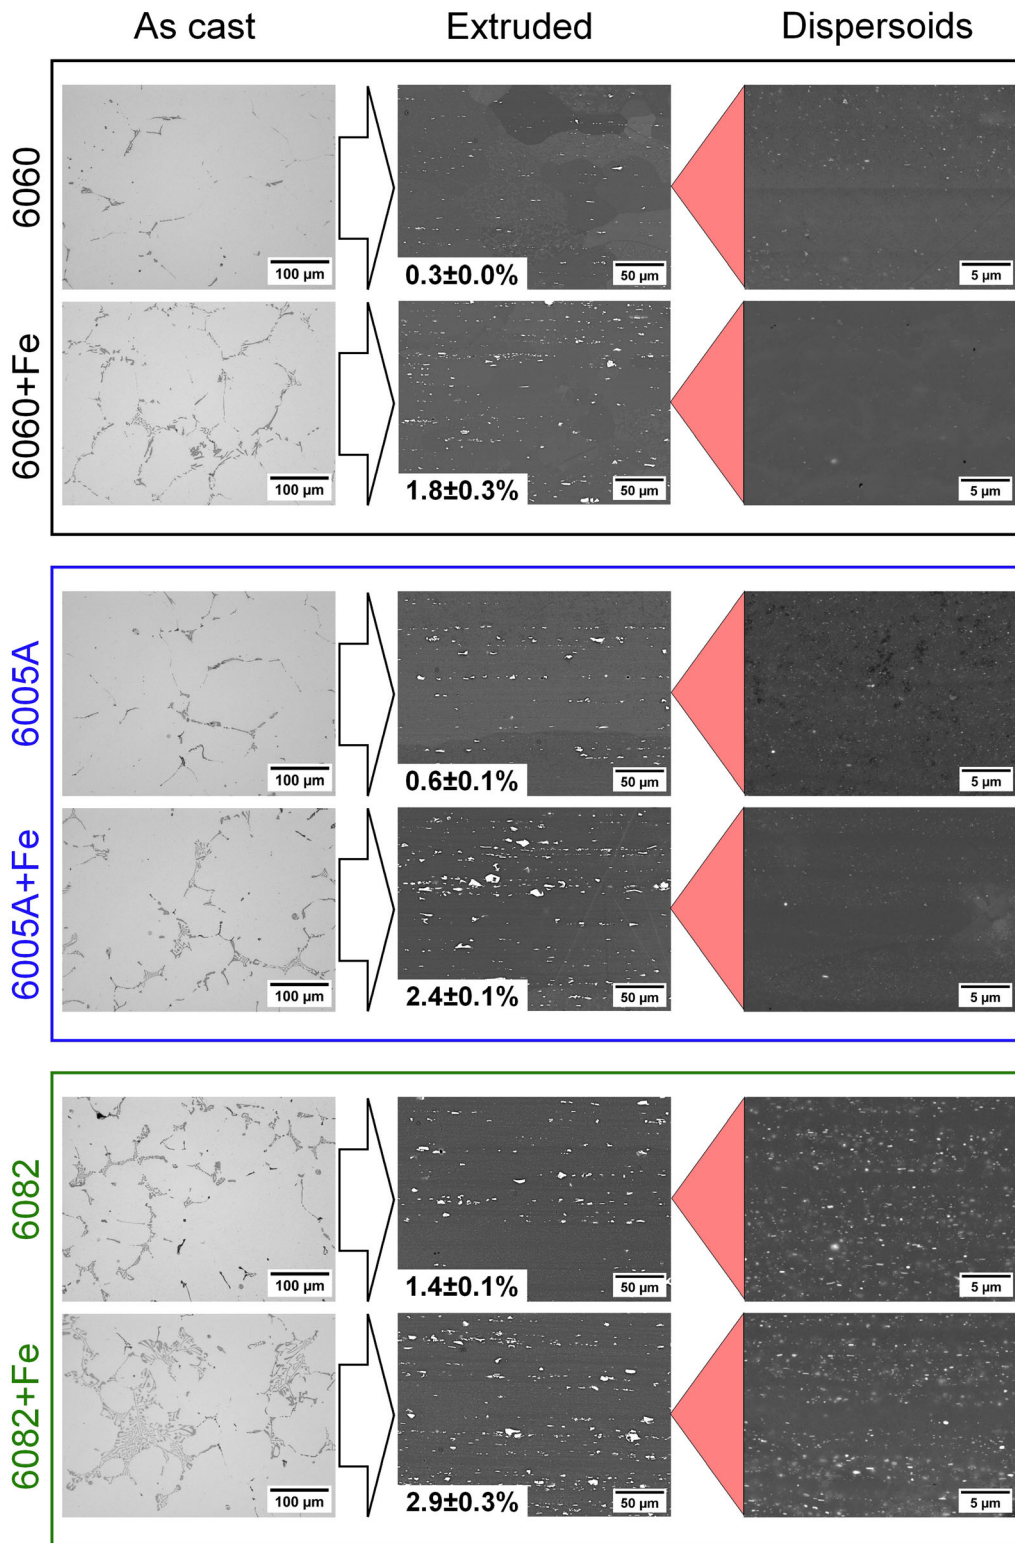 As cast Extruded Dispersoids
6060
100 µm
0.3±0.0%
50 µm
5 µm
6060+Fe
100 µm
1.8±0.3%
50 µm
5 µm
6005A
100 µm
0.6±0.1%
50 µm
5 µm
6005A+Fe
100 µm
2.4±0.1%
50 µm
5 µm
6082
100 µm
1.4±0.1%
50 µm
5 µm
6082+Fe
100 µm
2.9±0.3%
50 µm
5 µm